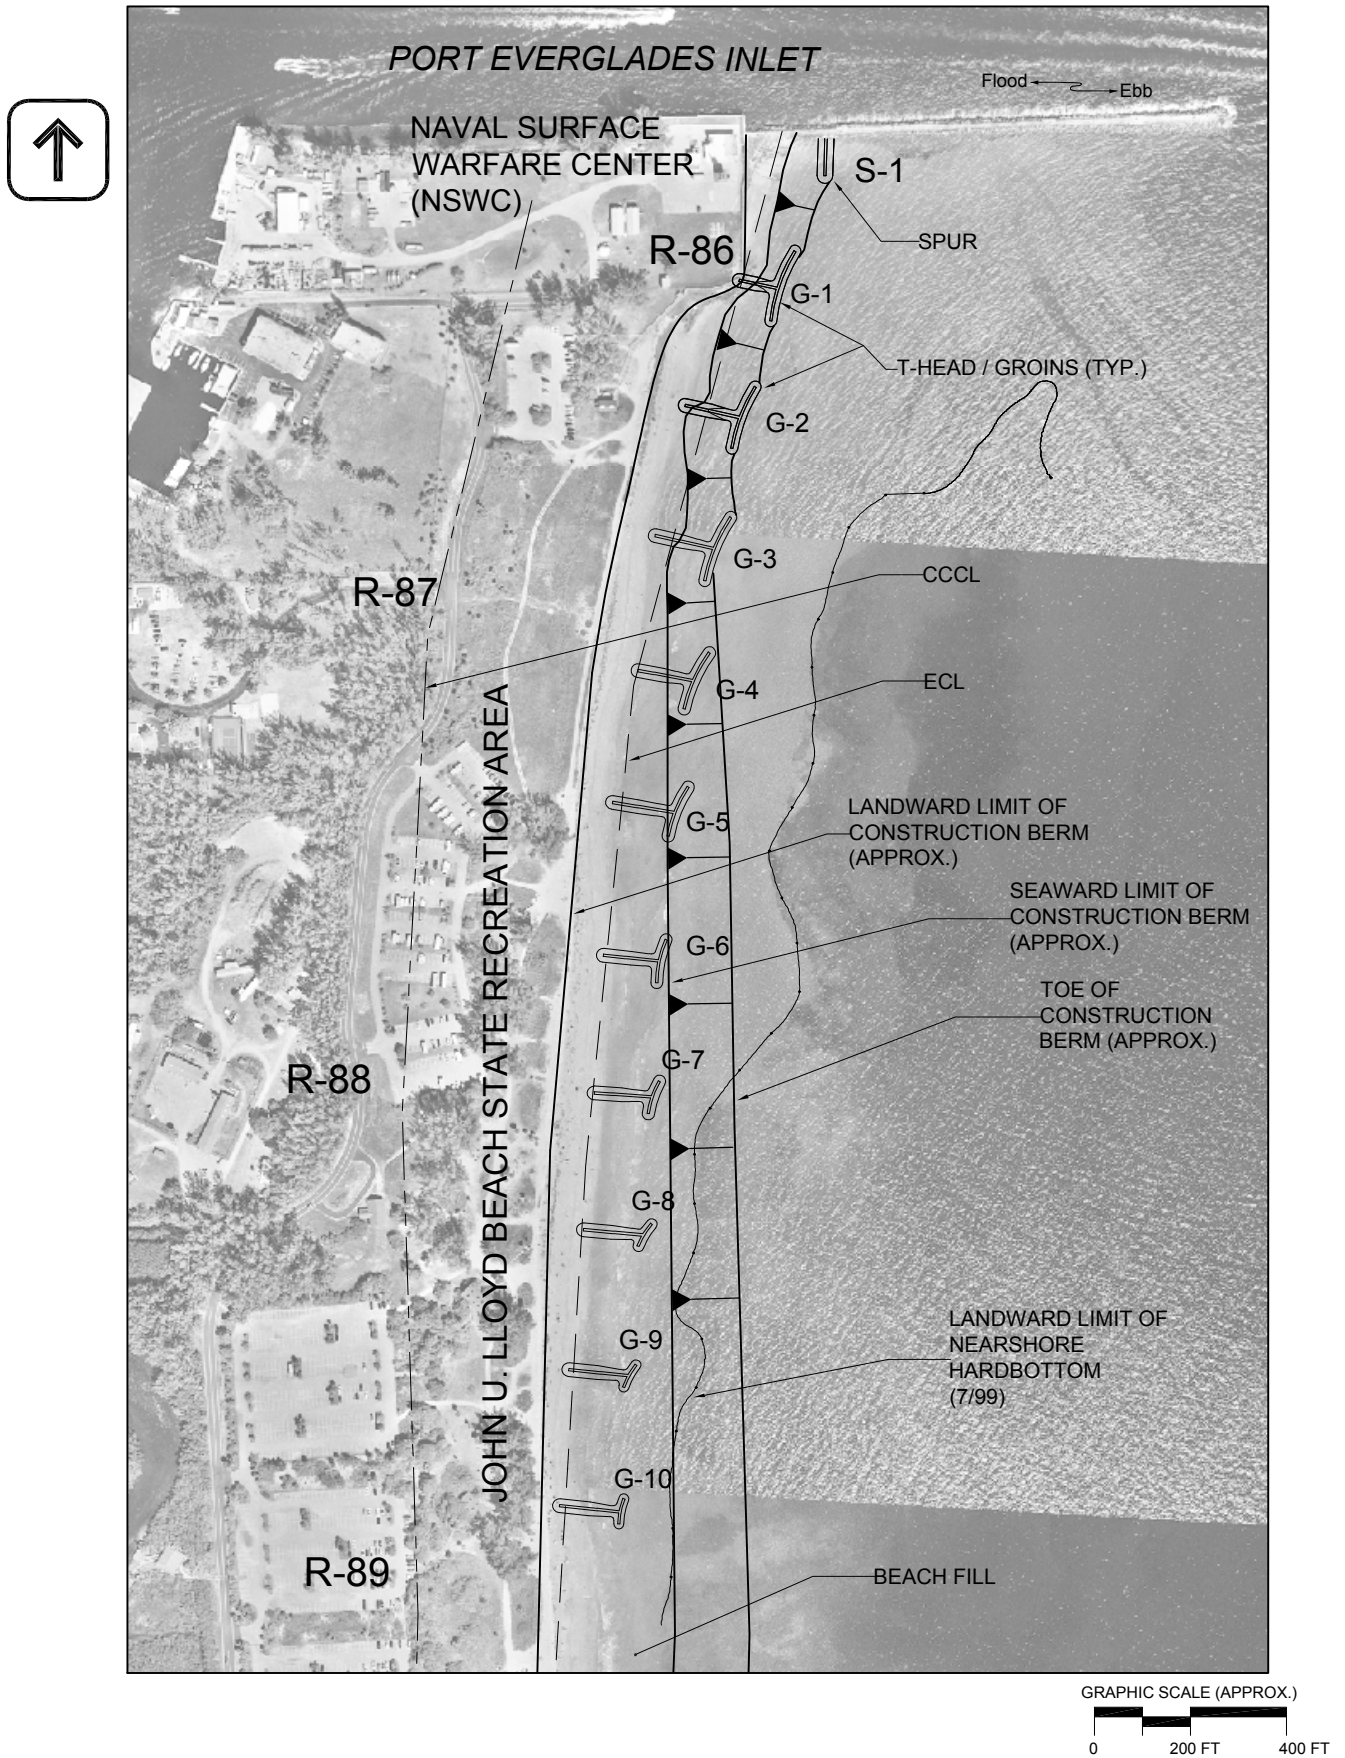 PORT EVERGLADES INLET
Flood
Ebb
NAVAL SURFACE
WARFARE CENTER
(NSWC)
S-1
SPUR
R-86
G-1
T-HEAD / GROINS (TYP.)
G-2
G-3
CCCL
R-87
ECL
G-4
JOHN U. LLOYD BEACH STATE RECREATION AREA
G-5
LANDWARD LIMIT OF
CONSTRUCTION BERM
(APPROX.)
SEAWARD LIMIT OF
CONSTRUCTION BERM
(APPROX.)
G-6
TOE OF
CONSTRUCTION
BERM (APPROX.)
G-7
R-88
G-8
LANDWARD LIMIT OF
NEARSHORE
HARDBOTTOM
(7/99)
G-9
G-10
R-89
BEACH FILL
GRAPHIC SCALE (APPROX.)
0 200 FT 400 FT